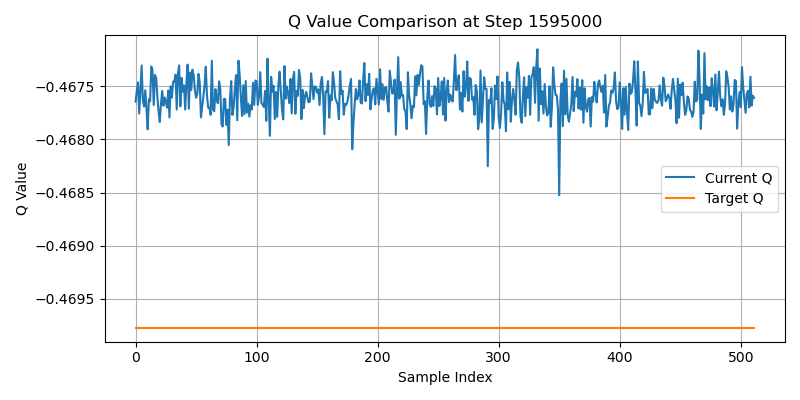 Q Value Comparison at Step 1595000
Q Value
−0.4675
−0.4680
−0.4685
−0.4690
−0.4695
Current Q
Target Q
0 100 200 300 400 500
Sample Index